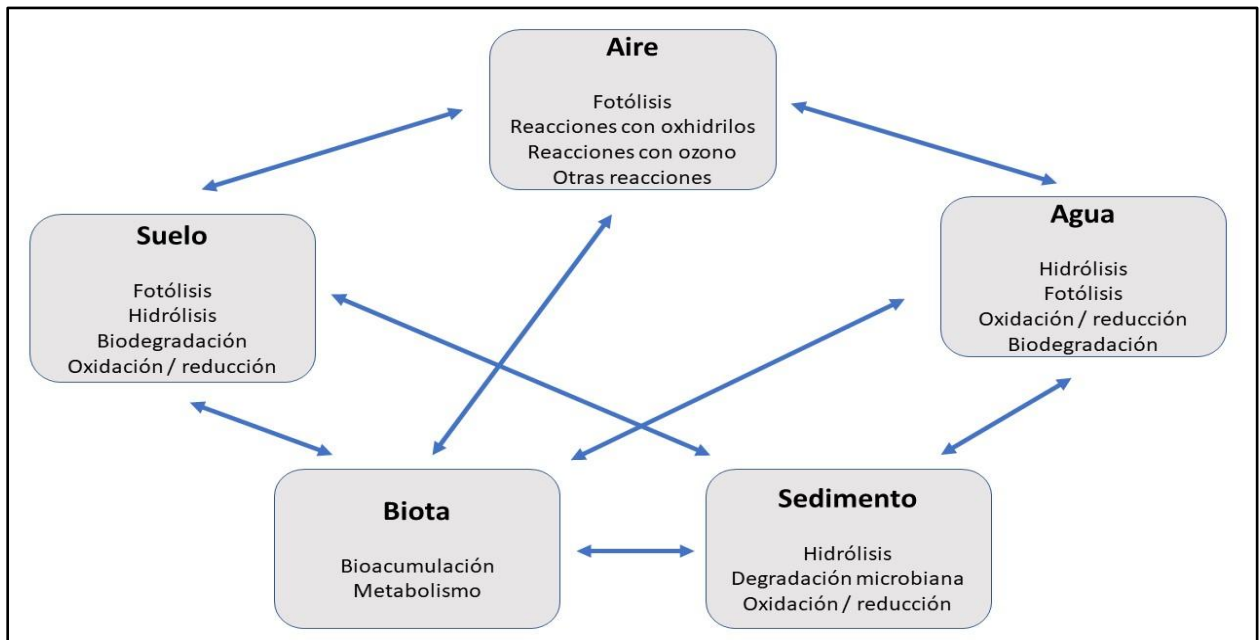 Aire
Fotólisis
Reacciones con oxhidrilos
Reacciones con ozono
Otras reacciones
Suelo
Fotólisis
Hidrólisis
Biodegradación
Oxidación / reducción
Agua
Hidrólisis
Fotólisis
Oxidación / reducción
Biodegradación
Biota
Bioacumulación
Metabolismo
Sedimento
Hidrólisis
Degradación microbiana
Oxidación / reducción